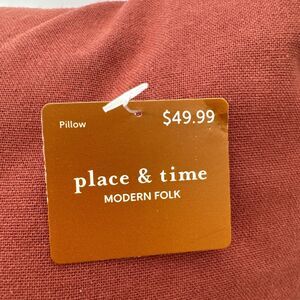 Pillow $49.99
place & time
MODERN FOLK